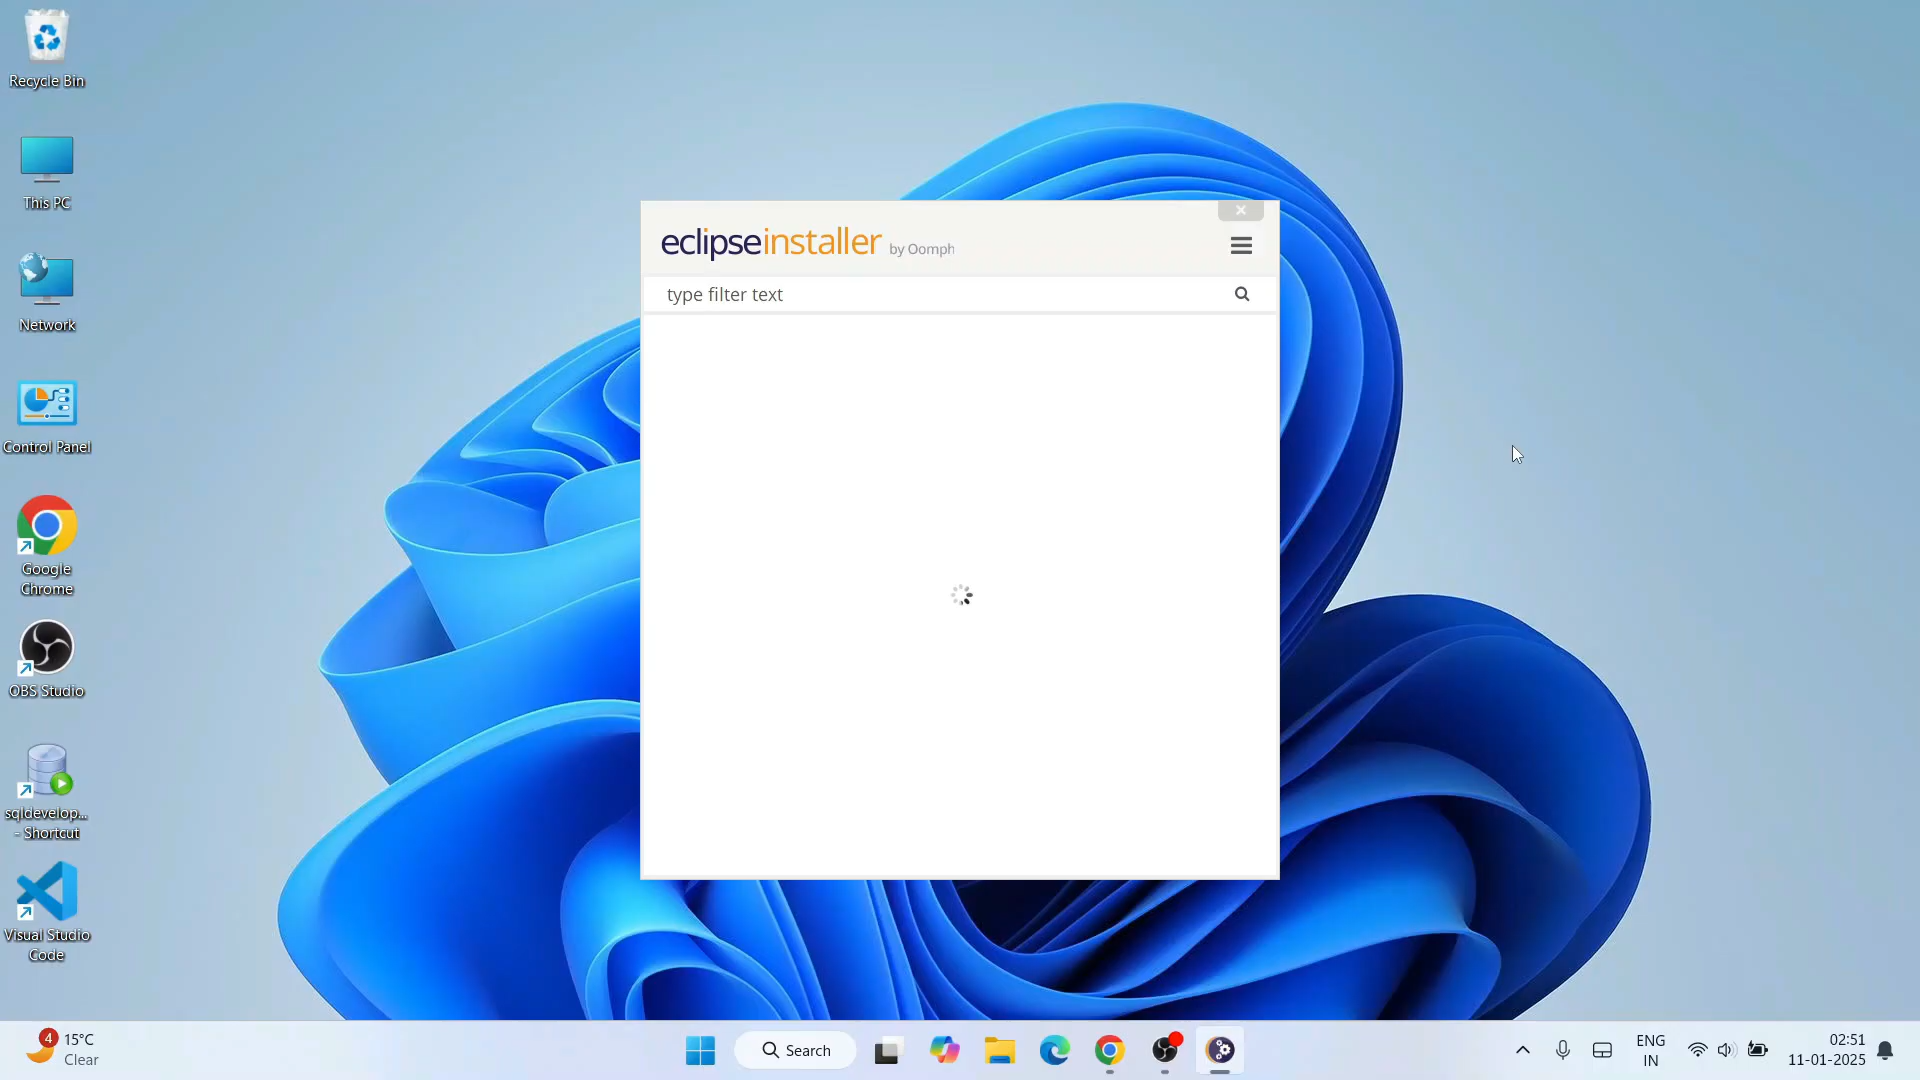 Recycle Bin
This PC
Network
Control Panel
Google
Chrome
OBS Studio
sqldevelop...
- Shortcut
Visual Studio
Code
eclipseinstaller by Oomph
type filter text
4
15°C
Clear
Search
ENG
IN
02:51
11-01-2025